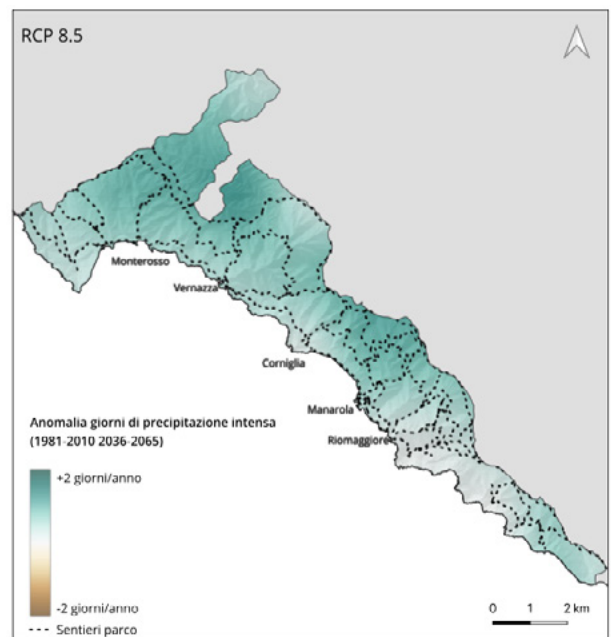 RCP 8.5
Monterosso
Vernazza
Corniglia
Manarola
Riomaggiore
Anomalia giorni di precipitazione intensa
(1981-2010 2036-2065)
+2 giorni/anno
-2 giorni/anno
Sentieri parco
0 1 2 km